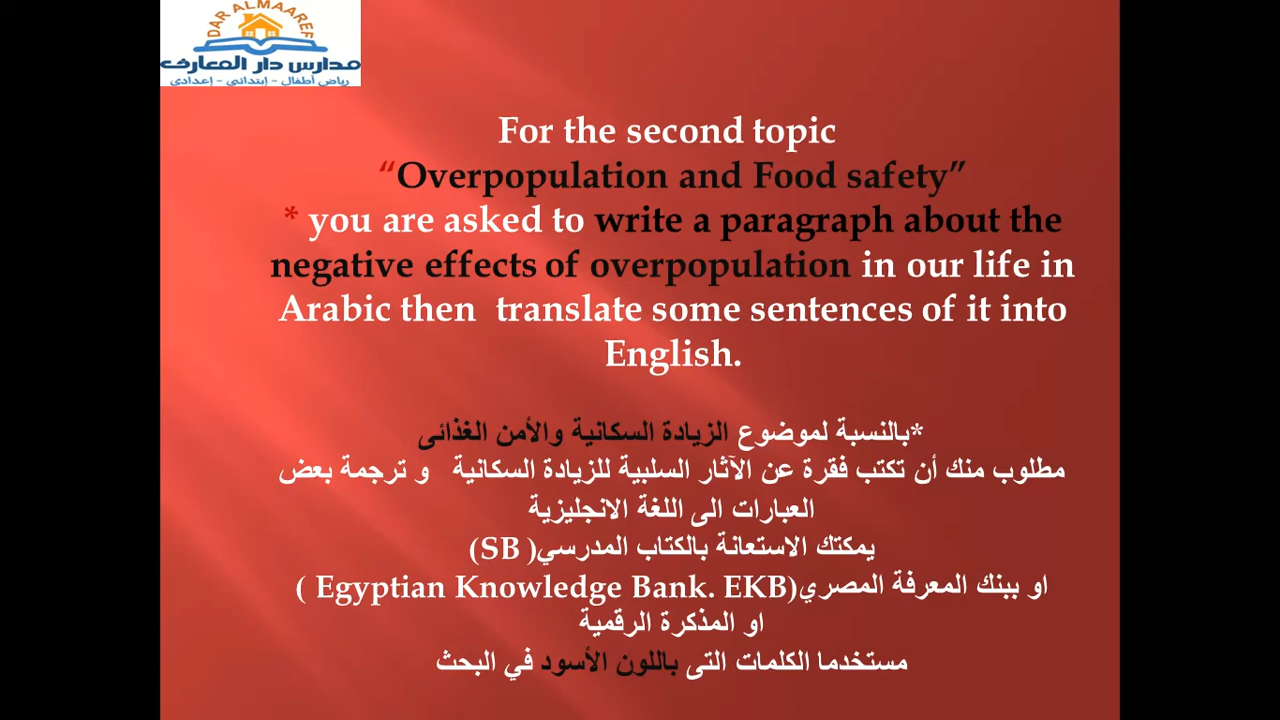 DAR ALMAAREF
مدارس دار المعارف
رياض أطفال - إبتدائي - إعدادى
For the second topic
“Overpopulation and Food safety”
* you are asked to write a paragraph about the
negative effects of overpopulation in our life in
Arabic then translate some sentences of it into
English.
*بالنسبة لموضوع الزيادة السكانية والأمن الغذائى
مطلوب منك أن تكتب فقرة عن الآثار السلبية للزيادة السكانية و ترجمة بعض
العبارات الى اللغة الانجليزية
يمكتك الاستعانة بالكتاب المدرسي( SB)
او ببنك المعرفة المصري(Egyptian Knowledge Bank. EKB )
او المذكرة الرقمية
مستخدما الكلمات التى باللون الأسود في البحث